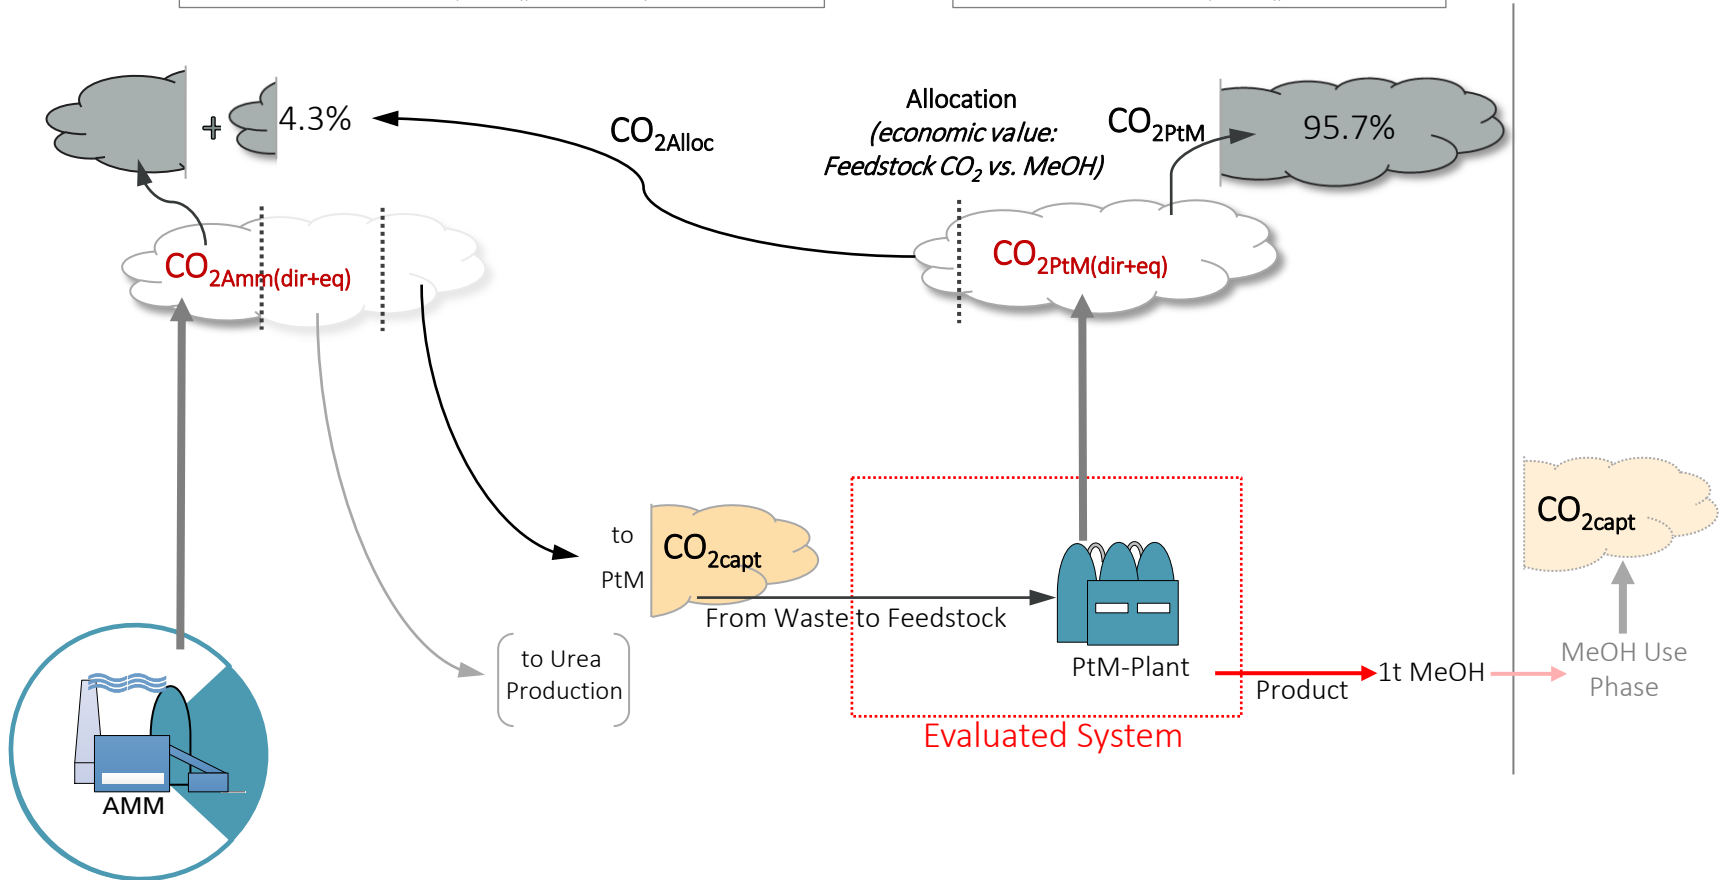 + 4.3%
CO2Alloc
Allocation
(economic value:
Feedstock CO2 vs. MeOH)
CO2PtM
95.7%
CO2Amm(dir+eq)
CO2PtM(dir+eq)
to
PtM
CO2capt
From Waste to Feedstock
CO2capt
to Urea
Production
PtM-Plant
Product
1t MeOH
MeOH Use
Phase
Evaluated System
AMM